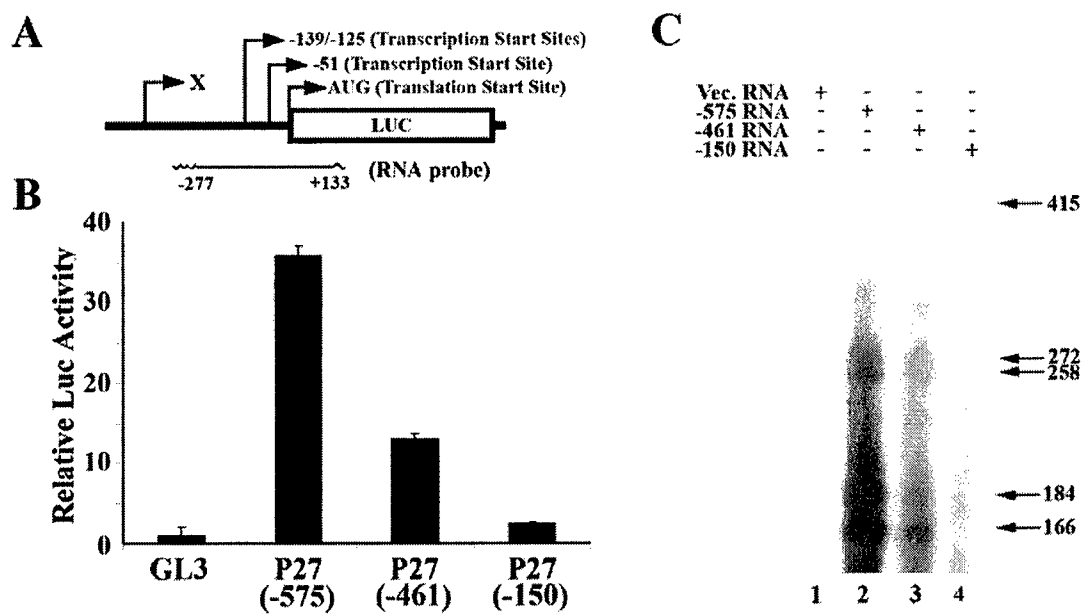 A
-139/-125 (Transcription Start Sites)
-51 (Transcription Start Site)
X
AUG (Translation Start Site)
LUC
-277
+133
(RNA probe)
B
Relative Luc Activity
40
30
20
10
0
GL3
P27
(-575)
P27
(-461)
P27
(-150)
C
Vec. RNA + - - -
-575 RNA - + - -
-461 RNA - - + -
-150 RNA - - - +
415
272
258
184
166
1 2 3 4